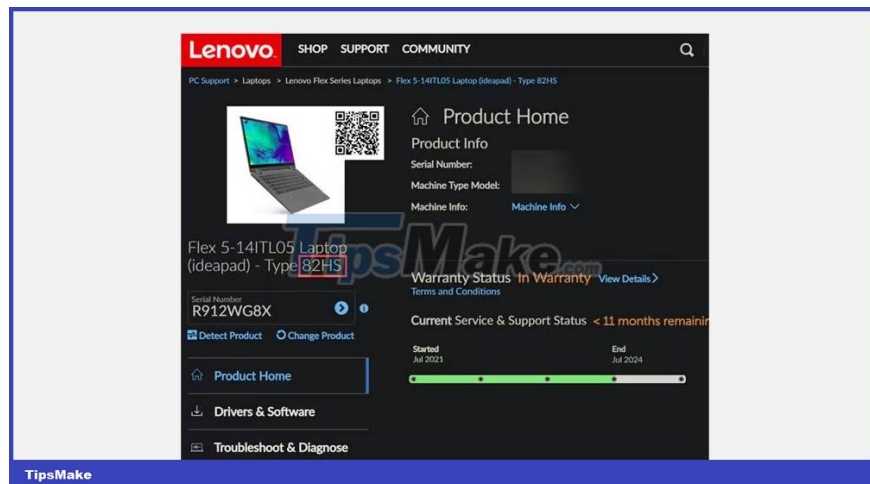 Lenovo. SHOP SUPPORT COMMUNITY
PC Support > Laptops > Lenovo Flex Series Laptops > Flex 5-14ITL05 Laptop (ideapad) - Type 82HS
Product Home
Product Info
Serial Number:
Machine Type Model:
Machine Info: Machine Info
Flex 5-14ITL05 Laptop
(ideapad) - Type 82HS
Serial Number
R912WG8X
Detect Product Change Product
Product Home
Drivers & Software
Troubleshoot & Diagnose
TipsMake.com
Warranty Status In Warranty View Details >
Terms and Conditions
Current Service & Support Status < 11 months remainin
Started End
Jul 2021 Jul 2024
TipsMake